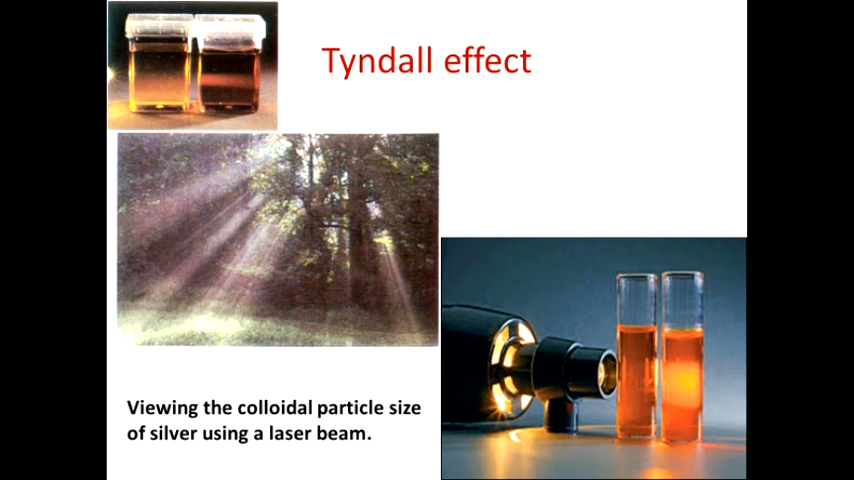 Tyndall effect
Viewing the colloidal particle size
of silver using a laser beam.